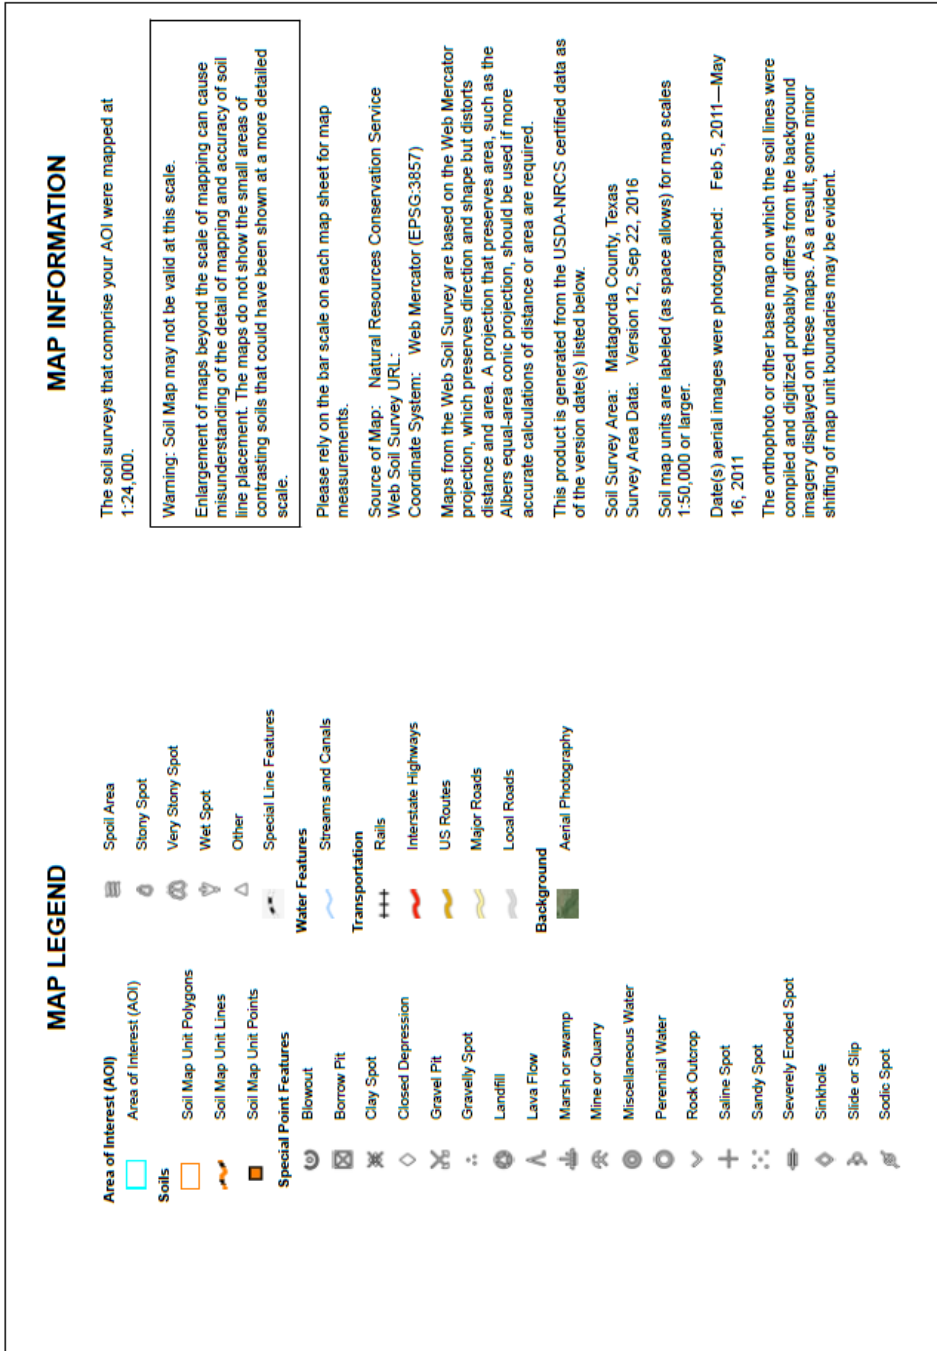 MAP LEGEND
Area of Interest (AOI)
Area of Interest (AOI)
Soils
Soil Map Unit Polygons
Soil Map Unit Lines
Soil Map Unit Points
Special Point Features
Blowout
Borrow Pit
Clay Spot
Closed Depression
Gravel Pit
Gravelly Spot
Landfill
Lava Flow
Marsh or swamp
Mine or Quarry
Miscellaneous Water
Perennial Water
Rock Outcrop
Saline Spot
Sandy Spot
Severely Eroded Spot
Sinkhole
Slide or Slip
Sodic Spot
Spoil Area
Stony Spot
Very Stony Spot
Wet Spot
Other
Special Line Features
Water Features
Streams and Canals
Transportation
Rails
Interstate Highways
US Routes
Major Roads
Local Roads
Background
Aerial Photography
MAP INFORMATION
The soil surveys that comprise your AOI were mapped at
1:24,000.
Warning: Soil Map may not be valid at this scale.
Enlargement of maps beyond the scale of mapping can cause
misunderstanding of the detail of mapping and accuracy of soil
line placement. The maps do not show the small areas of
contrasting soils that could have been shown at a more detailed
scale.
Please rely on the bar scale on each map sheet for map
measurements.
Source of Map: Natural Resources Conservation Service
Web Soil Survey URL:
Coordinate System: Web Mercator (EPSG:3857)
Maps from the Web Soil Survey are based on the Web Mercator
projection, which preserves direction and shape but distorts
distance and area. A projection that preserves area, such as the
Albers equal-area conic projection, should be used if more
accurate calculations of distance or area are required.
This product is generated from the USDA-NRCS certified data as
of the version date(s) listed below.
Soil Survey Area: Matagorda County, Texas
Survey Area Data: Version 12, Sep 22, 2016
Soil map units are labeled (as space allows) for map scales
1:50,000 or larger.
Date(s) aerial images were photographed: Feb 5, 2011—May
16, 2011
The orthophoto or other base map on which the soil lines were
compiled and digitized probably differs from the background
imagery displayed on these maps. As a result, some minor
shifting of map unit boundaries may be evident.